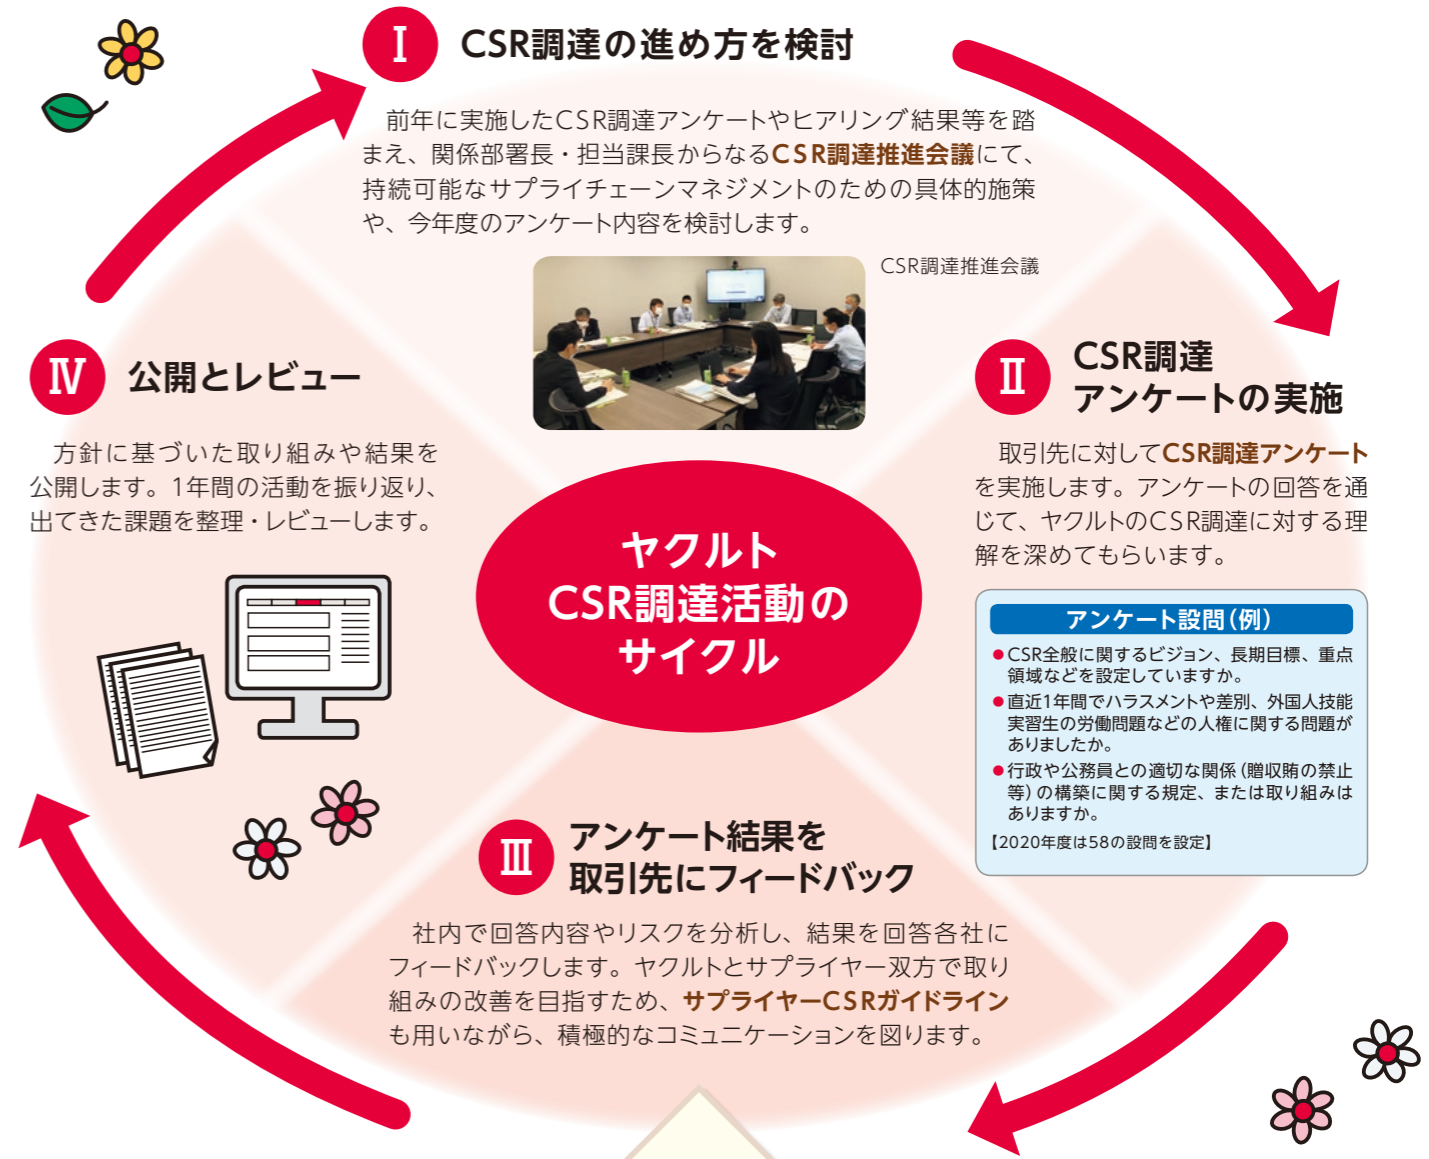 Ⅰ CSR調達の進め方を検討
前年に実施したCSR調達アンケートやヒアリング結果等を踏
まえ、関係部署長・担当課長からなるCSR調達推進会議にて、
持続可能なサプライチェーンマネジメントのための具体的施策
や、今年度のアンケート内容を検討します。
CSR調達推進会議
Ⅱ CSR調達
アンケートの実施
取引先に対してCSR調達アンケート
を実施します。アンケートの回答を通
じて、ヤクルトのCSR調達に対する理
解を深めてもらいます。
アンケート設問(例)
●CSR全般に関するビジョン、長期目標、重点
領域などを設定していますか。
●直近1年間でハラスメントや差別、外国人技能
実習生の労働問題などの人権に関する問題が
ありましたか。
●行政や公務員との適切な関係(贈収賄の禁止
等)の構築に関する規定、または取り組みは
ありますか。
【2020年度は58の設問を設定】
Ⅲ アンケート結果を
取引先にフィードバック
社内で回答内容やリスクを分析し、結果を回答各社に
フィードバックします。ヤクルトとサプライヤー双方で取り
組みの改善を目指すため、サプライヤーCSRガイドライン
も用いながら、積極的なコミュニケーションを図ります。
Ⅳ 公開とレビュー
方針に基づいた取り組みや結果を
公開します。1年間の活動を振り返り、
出てきた課題を整理・レビューします。
ヤクルト
CSR調達活動の
サイクル